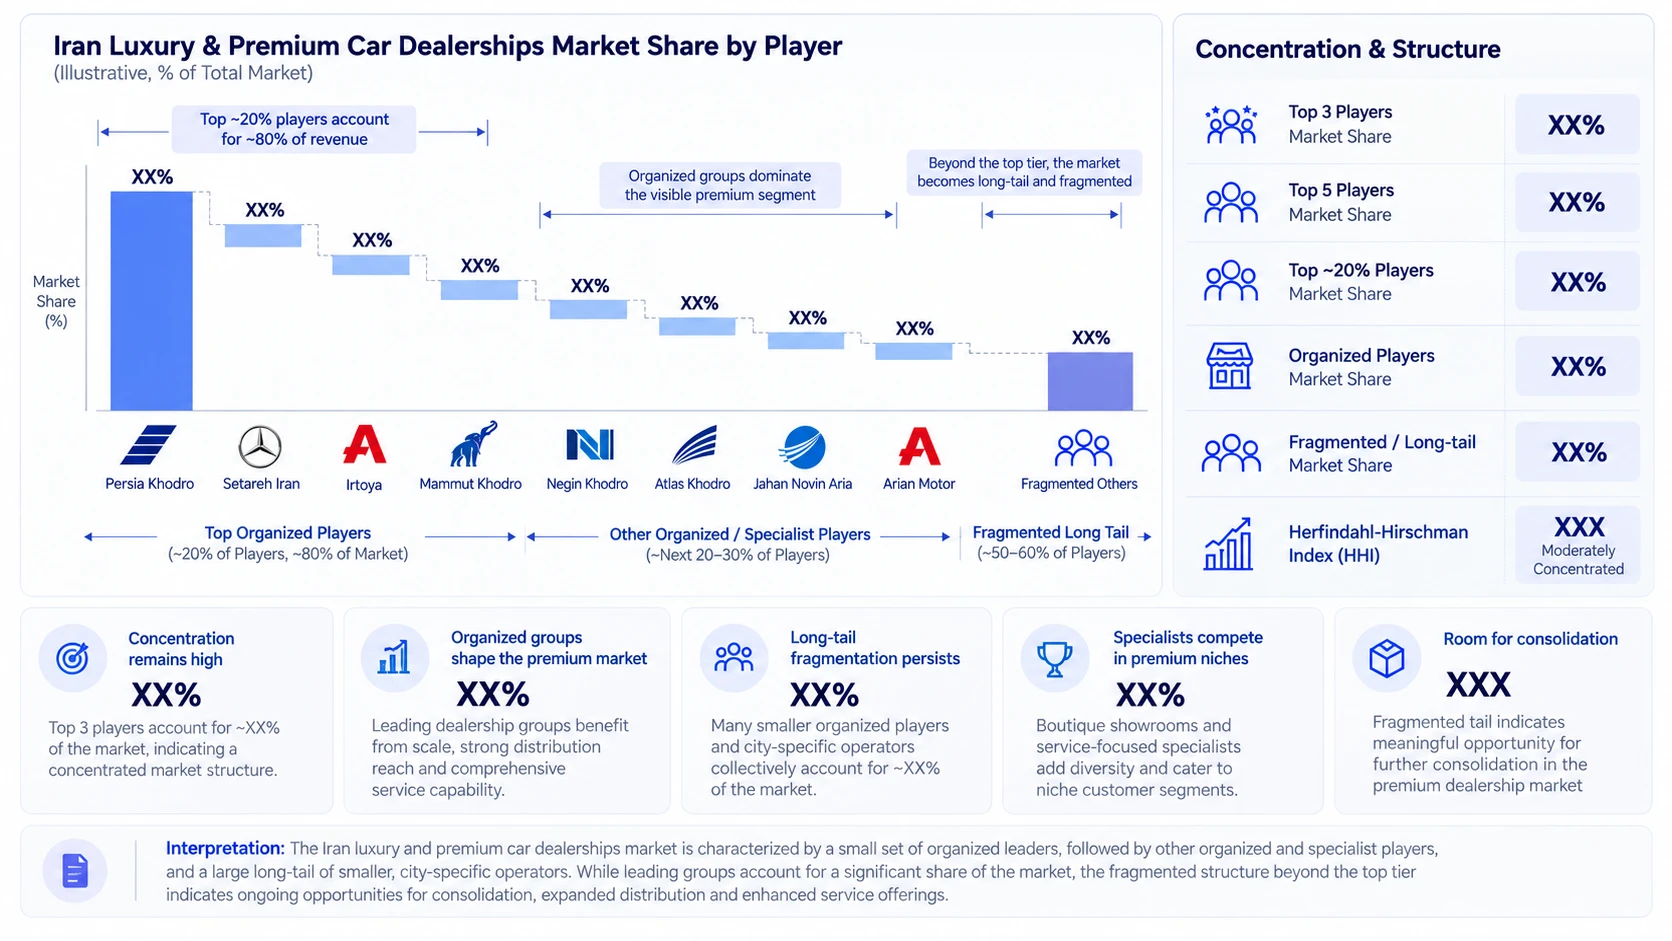 Iran Luxury & Premium Car Dealerships Market Share by Player
(Illustrative, % of Total Market)
Top ~20% players account
for ~80% of revenue
Organized groups dominate
the visible premium segment
Beyond the top tier, the market
becomes long-tail and fragmented
Market
Share
(%)
XX%
XX%
XX%
XX%
XX%
XX%
XX%
XX%
XX%
Persia Khodro
Setareh Iran
Irtoya
Mammut Khodro
Negin Khodro
Atlas Khodro
Jahan Novin Aria
Arian Motor
Fragmented Others
Top Organized Players
(~20% of Players, ~80% of Market)
Other Organized / Specialist Players
(~Next 20–30% of Players)
Fragmented Long Tail
(~50–60% of Players)
Concentration & Structure
Top 3 Players
Market Share
XX%
Top 5 Players
Market Share
XX%
Top ~20% Players
Market Share
XX%
Organized Players
Market Share
XX%
Fragmented / Long-tail
Market Share
XX%
Herfindahl-Hirschman
Index (HHI)
XXX
Moderately
Concentrated
Concentration
remains high
XX%
Top 3 players account for ~XX%
of the market, indicating a
concentrated market structure.
Organized groups
shape the premium market
XX%
Leading dealership groups benefit
from scale, strong distribution
reach and comprehensive
service capability.
Long-tail
fragmentation persists
XX%
Many smaller organized players
and city-specific operators
collectively account for ~XX%
of the market.
Specialists compete
in premium niches
XX%
Boutique showrooms and
service-focused specialists
add diversity and cater to
niche customer segments.
Room for consolidation
XXX
Fragmented tail indicates
meaningful opportunity for
further consolidation in the
premium dealership market
Interpretation: The Iran luxury and premium car dealerships market is characterized by a small set of organized leaders, followed by other organized and specialist players,
and a large long-tail of smaller, city-specific operators. While leading groups account for a significant share of the market, the fragmented structure beyond the top tier
indicates ongoing opportunities for consolidation, expanded distribution and enhanced service offerings.